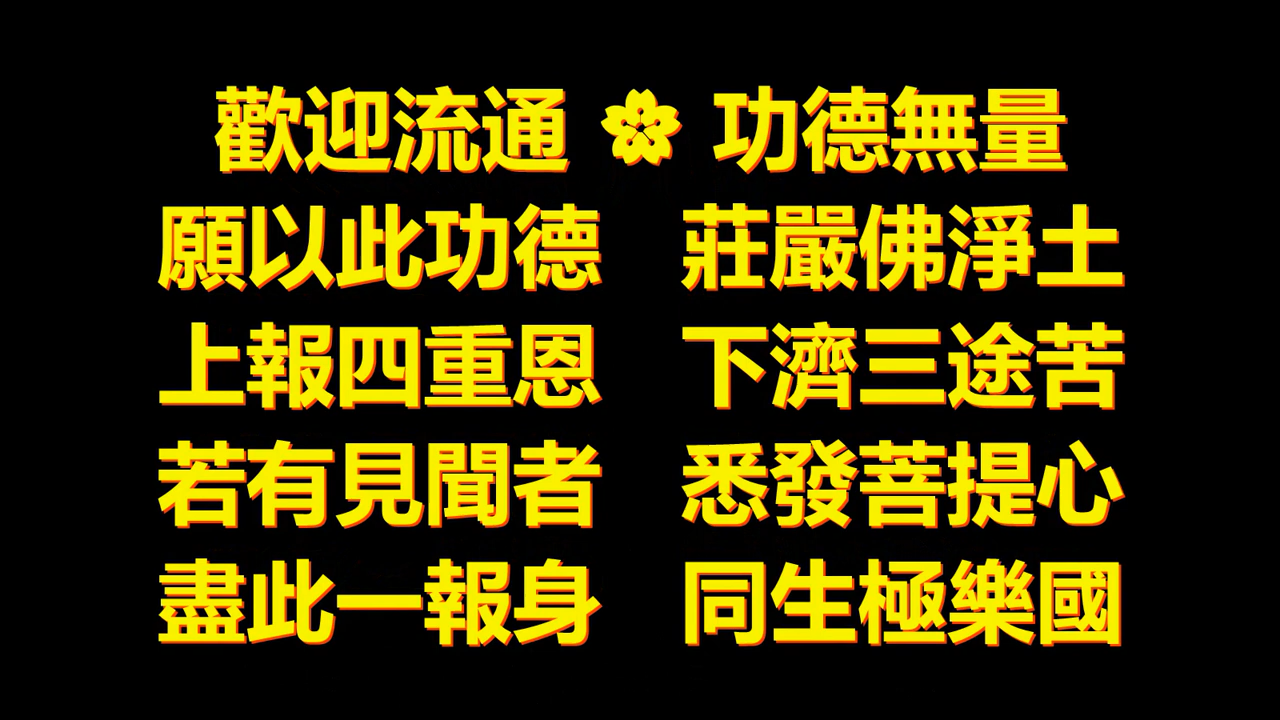 歡迎流通 🌸 功德無量
願以此功德 莊嚴佛淨土
上報四重恩 下濟三途苦
若有見聞者 悉發菩提心
盡此一報身 同生極樂國